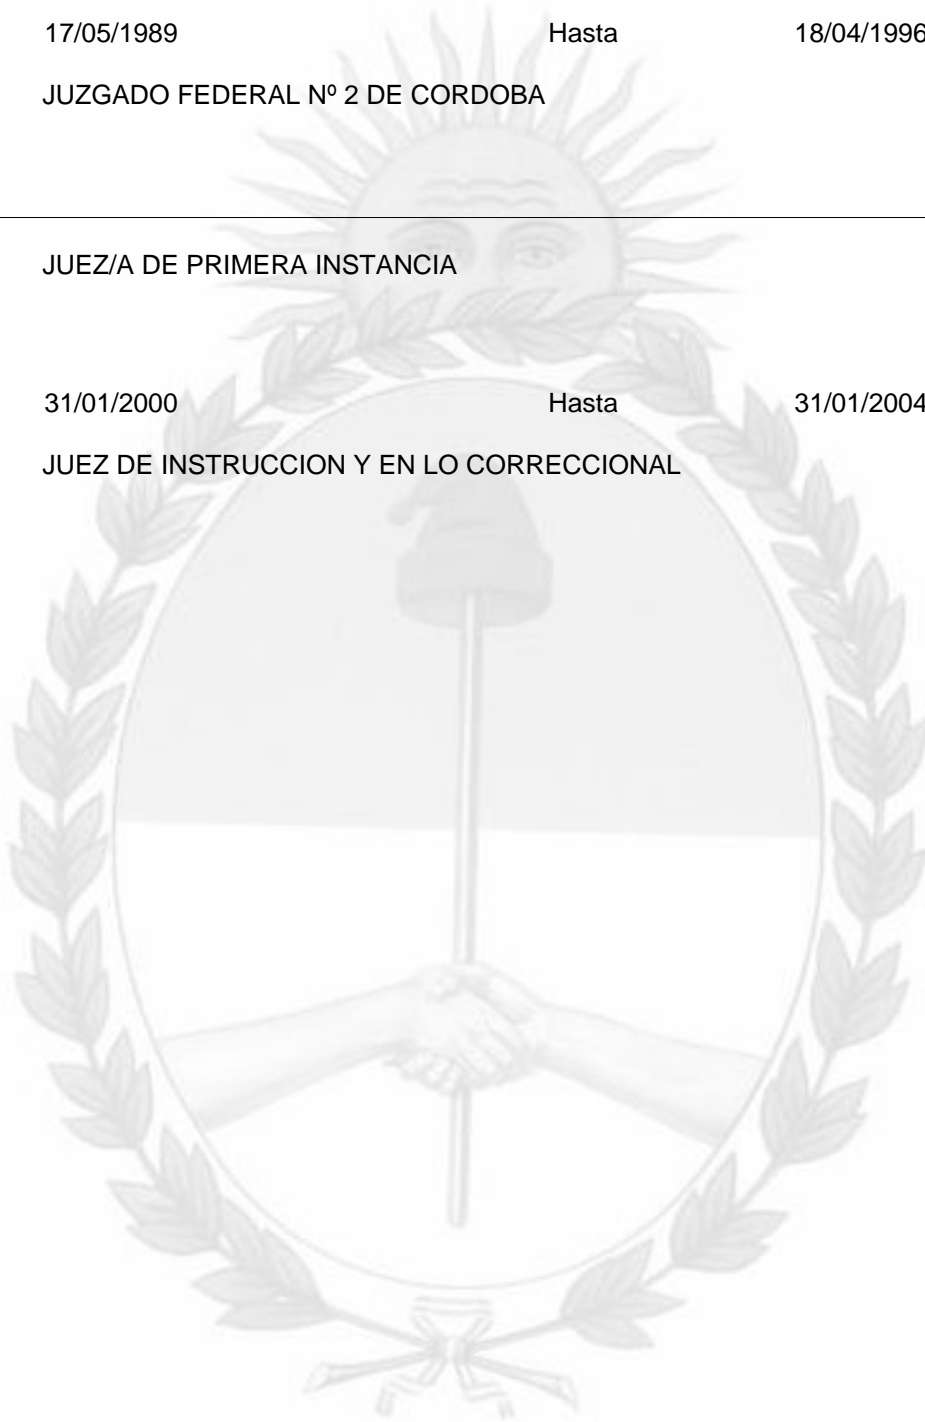 17/05/1989 Hasta 18/04/1996
JUZGADO FEDERAL Nº 2 DE CORDOBA
JUEZ/A DE PRIMERA INSTANCIA
31/01/2000 Hasta 31/01/2004
JUEZ DE INSTRUCCION Y EN LO CORRECCIONAL